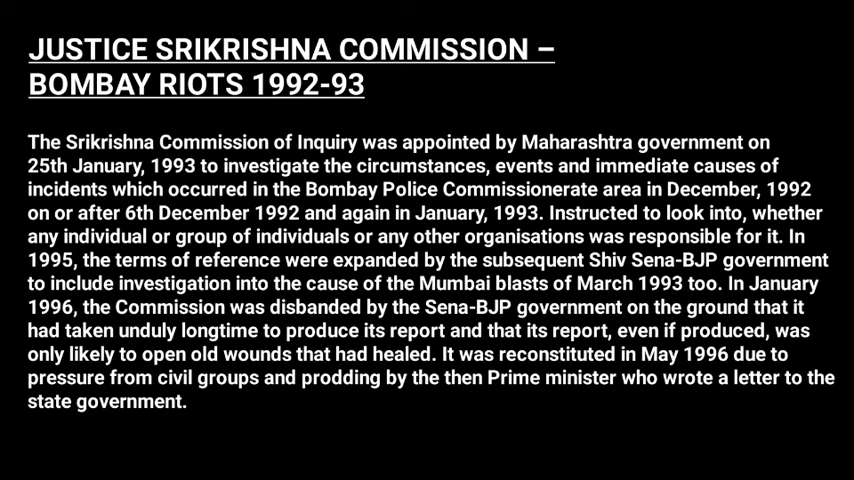 JUSTICE SRIKRISHNA COMMISSION –
BOMBAY RIOTS 1992-93
The Srikrishna Commission of Inquiry was appointed by Maharashtra government on
25th January, 1993 to investigate the circumstances, events and immediate causes of
incidents which occurred in the Bombay Police Commissionerate area in December, 1992
on or after 6th December 1992 and again in January, 1993. Instructed to look into, whether
any individual or group of individuals or any other organisations was responsible for it. In
1995, the terms of reference were expanded by the subsequent Shiv Sena-BJP government
to include investigation into the cause of the Mumbai blasts of March 1993 too. In January
1996, the Commission was disbanded by the Sena-BJP government on the ground that it
had taken unduly longtime to produce its report and that its report, even if produced, was
only likely to open old wounds that had healed. It was reconstituted in May 1996 due to
pressure from civil groups and prodding by the then Prime minister who wrote a letter to the
state government.